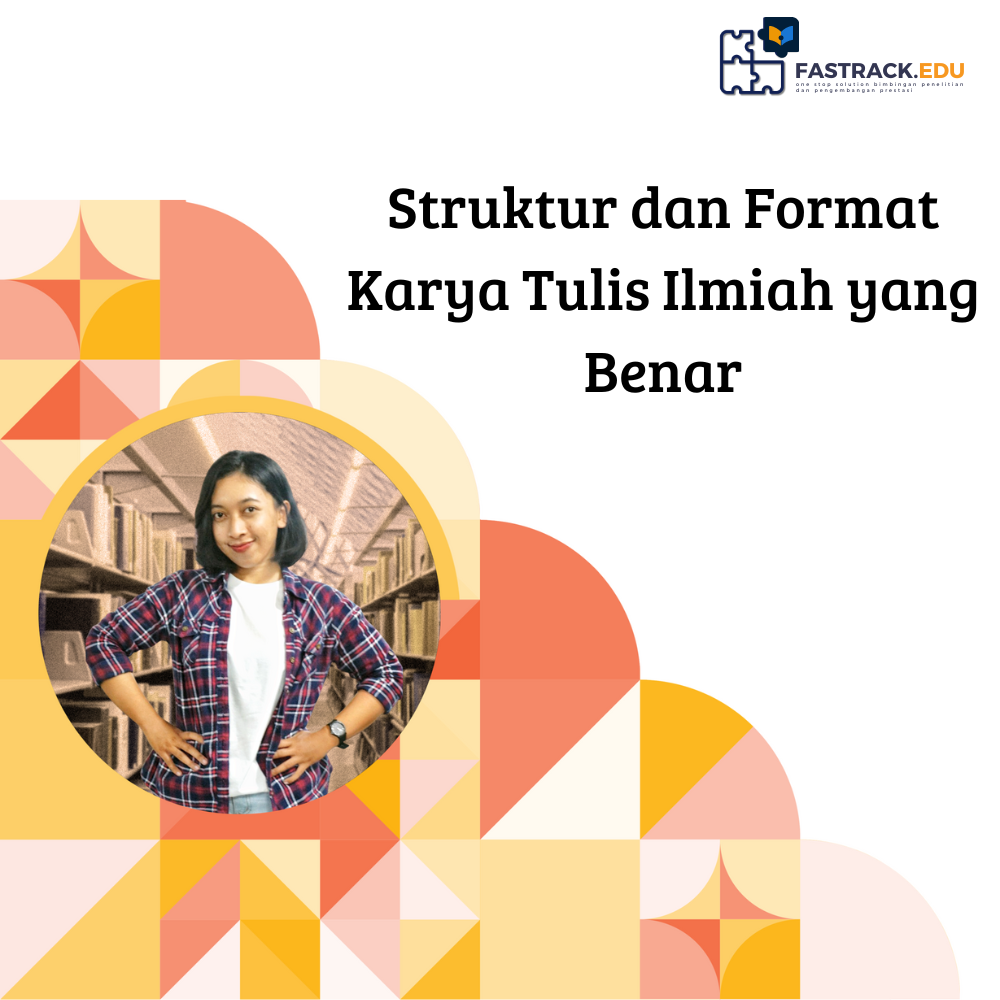 FASTRACK.EDU
one stop solution bimbingan penelitian
dan pengembangan prestasi
Struktur dan Format
Karya Tulis Ilmiah yang
Benar